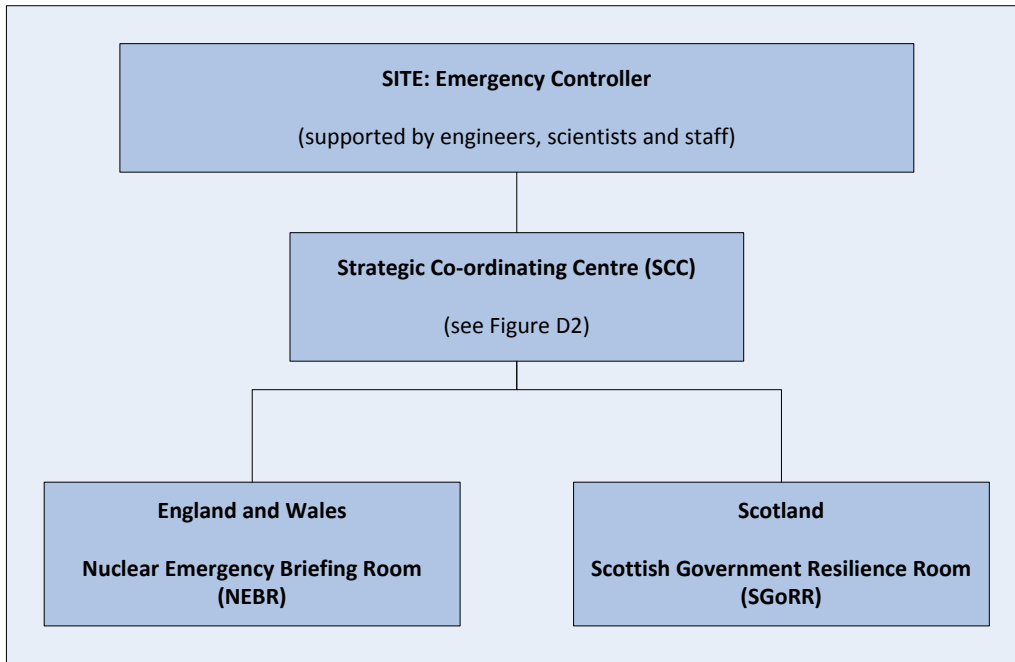 SITE: Emergency Controller
(supported by engineers, scientists and staff)
Strategic Co-ordinating Centre (SCC)
(see Figure D2)
England and Wales
Nuclear Emergency Briefing Room
(NEBR)
Scotland
Scottish Government Resilience Room
(SGoRR)